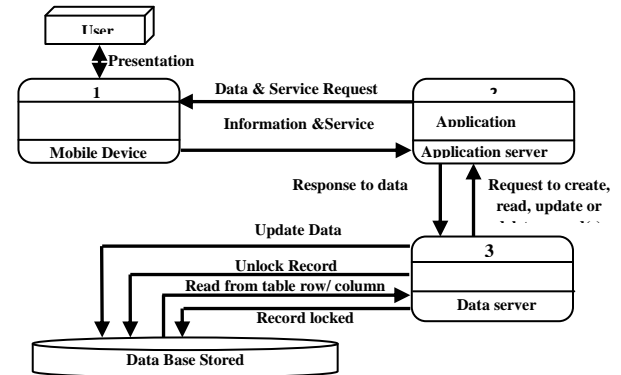 User
Presentation
1
Data & Service Request
2
Information &Service
Application
Mobile Device
Application server
Response to data
Request to create,
read, update or
Update Data
3
Unlock Record
Read from table row/ column
Data server
Record locked
Data Base Stored